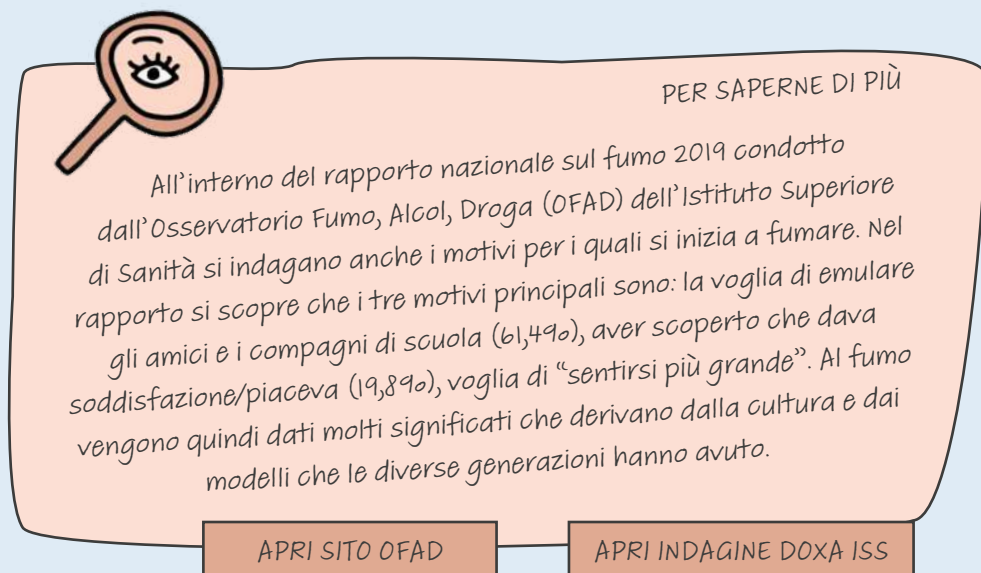 PER SAPERNE DI PIÙ
All'interno del rapporto nazionale sul fumo 2019 condotto
dall'Osservatorio Fumo, Alcol, Droga (OFAD) dell'Istituto Superiore
di Sanità si indagano anche i motivi per i quali si inizia a fumare. Nel
rapporto si scopre che i tre motivi principali sono: la voglia di emulare
gli amici e i compagni di scuola (61,4%), aver scoperto che dava
soddisfazione/piaceva (19,8%), voglia di “sentirsi più grande”. Al fumo
vengono quindi dati molti significati che derivano dalla cultura e dai
modelli che le diverse generazioni hanno avuto.
APRI SITO OFAD
APRI INDAGINE DOXA ISS